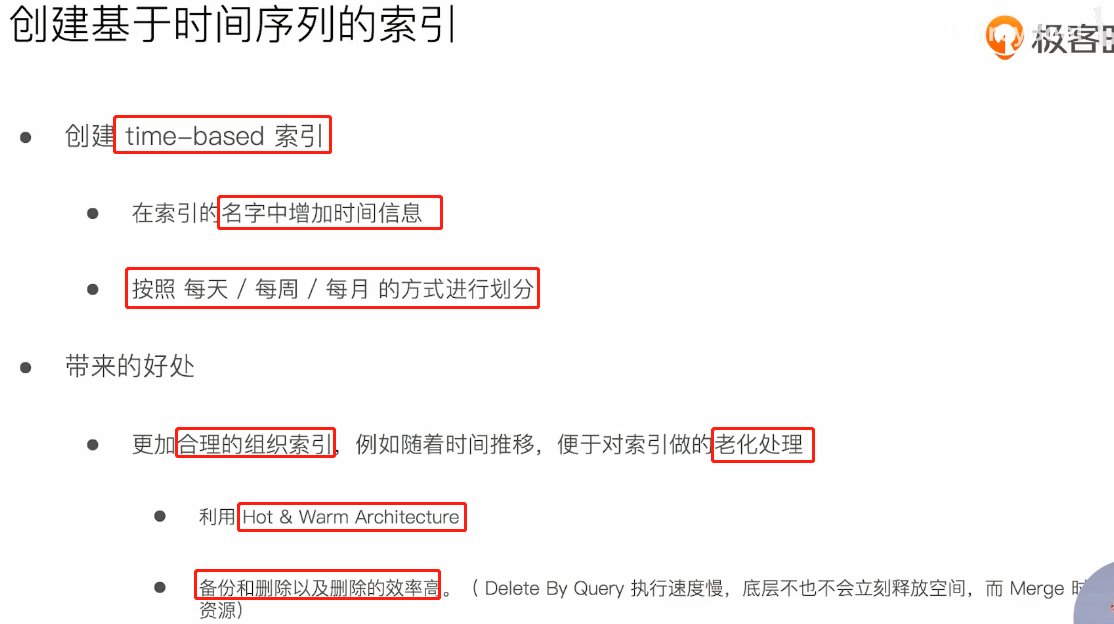 创建基于时间序列的索引
极客
创建 time-based 索引
在索引的名字中增加时间信息
按照 每天 / 每周 / 每月 的方式进行划分
带来的好处
更加合理的组织索引，例如随着时间推移，便于对索引做的老化处理
利用 Hot & Warm Architecture
备份和删除以及删除的效率高。（ Delete By Query 执行速度慢，底层不也不会立刻释放空间，而 Merge
资源）